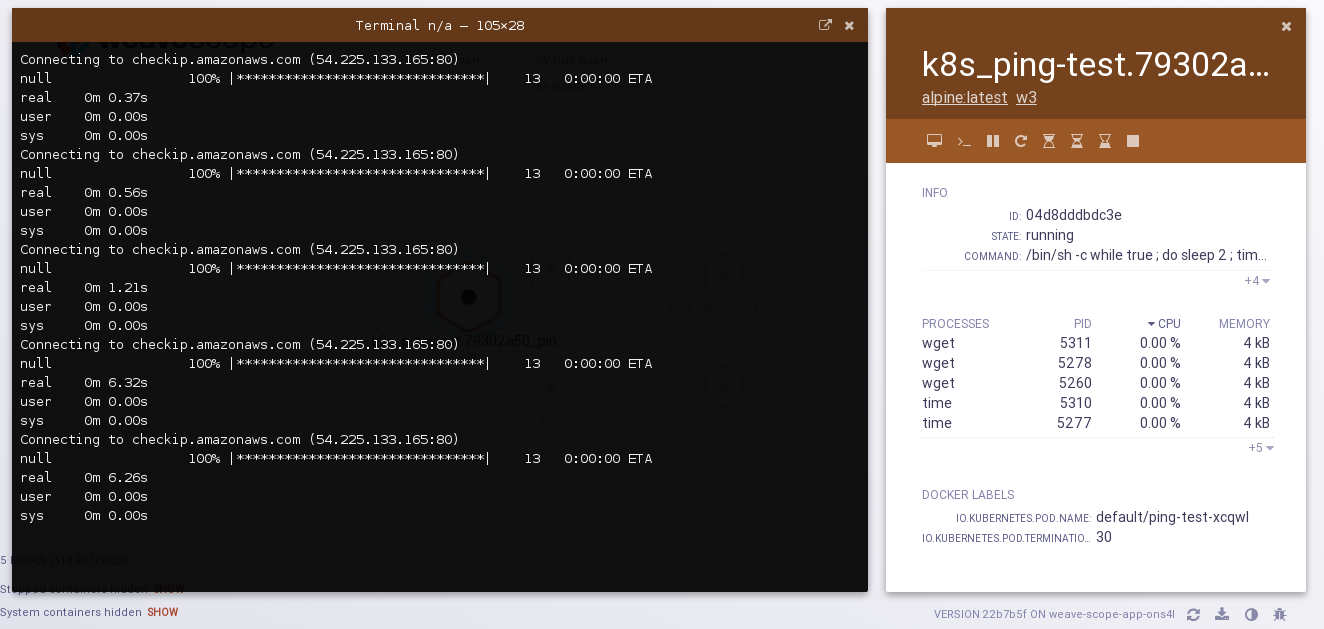 Terminal n/a — 105×28
Connecting to checkip.amazonaws.com (54.225.133.165:80)
null 100% |*******************************| 13 0:00:00 ETA
real 0m 0.37s
user 0m 0.00s
sys 0m 0.00s
Connecting to checkip.amazonaws.com (54.225.133.165:80)
null 100% |*******************************| 13 0:00:00 ETA
real 0m 0.56s
user 0m 0.00s
sys 0m 0.00s
Connecting to checkip.amazonaws.com (54.225.133.165:80)
null 100% |*******************************| 13 0:00:00 ETA
real 0m 1.21s
user 0m 0.00s
sys 0m 0.00s
Connecting to checkip.amazonaws.com (54.225.133.165:80)
null 100% |*******************************| 13 0:00:00 ETA
real 0m 6.32s
user 0m 0.00s
sys 0m 0.00s
Connecting to checkip.amazonaws.com (54.225.133.165:80)
null 100% |*******************************| 13 0:00:00 ETA
real 0m 6.26s
user 0m 0.00s
sys 0m 0.00s
Stopped containers hidden SHOW
System containers hidden SHOW
k8s_ping-test.79302a...
alpine:latest w3
INFO
ID: 04d8dddbdc3e
STATE: running
COMMAND: /bin/sh -c while true ; do sleep 2 ; tim...
+4
PROCESSES PID CPU MEMORY
wget 5311 0.00 % 4 kB
wget 5278 0.00 % 4 kB
wget 5260 0.00 % 4 kB
time 5310 0.00 % 4 kB
time 5277 0.00 % 4 kB
+5
DOCKER LABELS
IO.KUBERNETES.POD.NAME: default/ping-test-xcqwl
IO.KUBERNETES.POD.TERMINATIO... 30
VERSION 22b7b5f ON weave-scope-app-ons4l